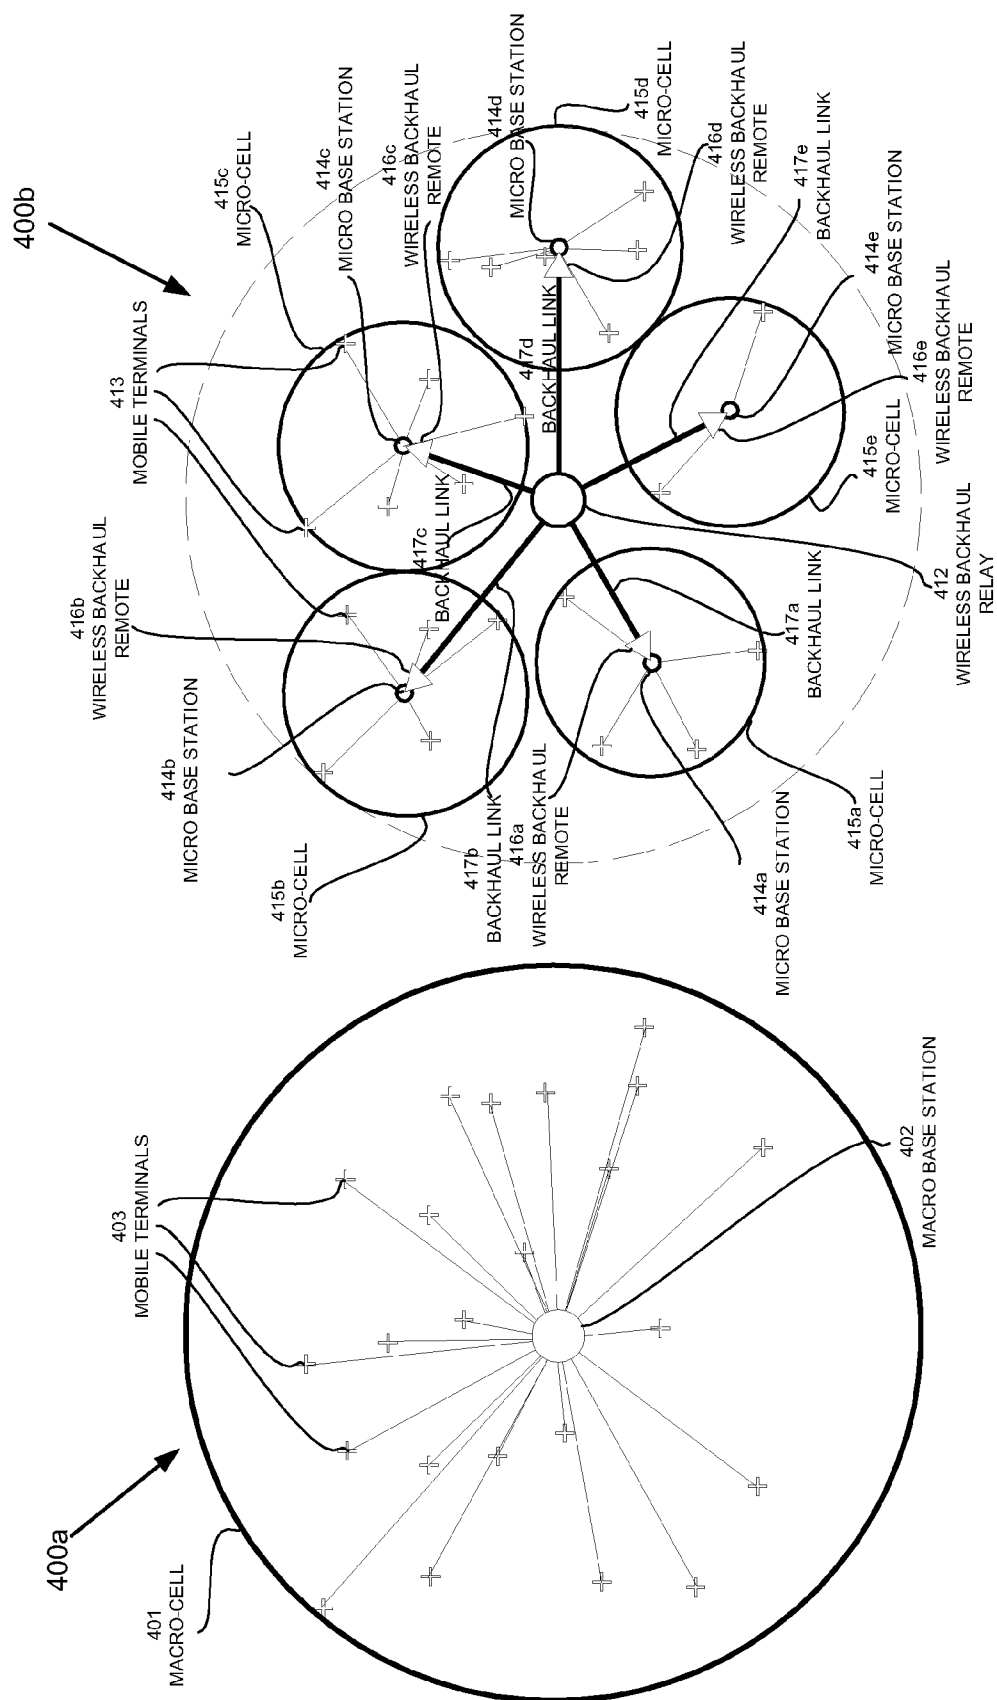 400a
401
MACRO-CELL
403
MOBILE TERMINALS
402
MACRO BASE STATION
400b
413
MOBILE TERMINALS
415b
MICRO-CELL
414b
MICRO BASE STATION
416b
WIRELESS BACKHAUL
REMOTE
BACKHAUL LINK
417b
415c
MICRO-CELL
414c
MICRO BASE STATION
416c
WIRELESS BACKHAUL
REMOTE
BACKHAUL LINK
417c
414d
MICRO BASE STATION
415d
MICRO-CELL
416d
WIRELESS BACKHAUL
REMOTE
417d
BACKHAUL LINK
417e
BACKHAUL LINK
414e
MICRO BASE STATION
416e
WIRELESS BACKHAUL
REMOTE
415e
MICRO-CELL
416a
WIRELESS BACKHAUL
REMOTE
414a
MICRO BASE STATION
415a
MICRO-CELL
417a
BACKHAUL LINK
412
WIRELESS BACKHAUL
RELAY